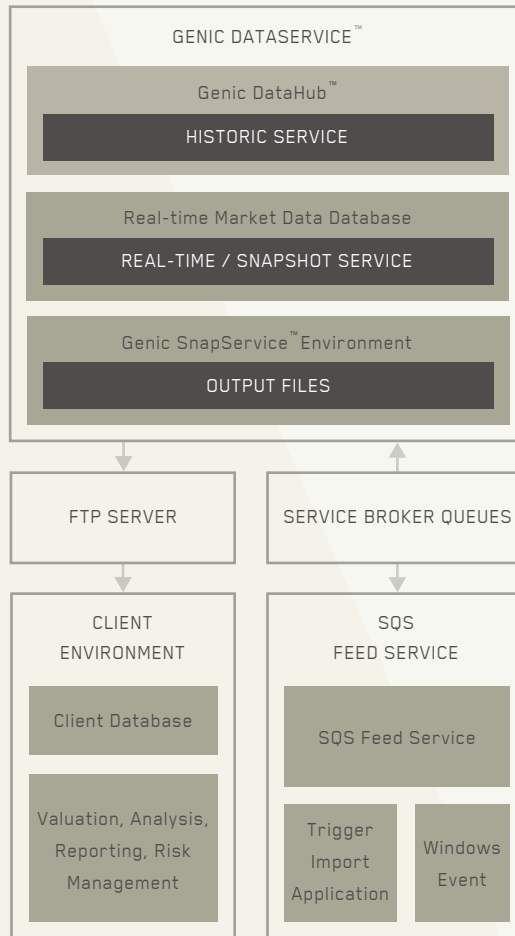 GENIC DATASERVICE™
Genic DataHub™
HISTORIC SERVICE
Real-time Market Data Database
REAL-TIME / SNAPSHOT SERVICE
Genic SnapService™ Environment
OUTPUT FILES
FTP SERVER
SERVICE BROKER QUEUES
CLIENT
ENVIRONMENT
Client Database
Valuation, Analysis,
Reporting, Risk
Management
SQS
FEED SERVICE
SQS Feed Service
Trigger
Import
Application
Windows
Event